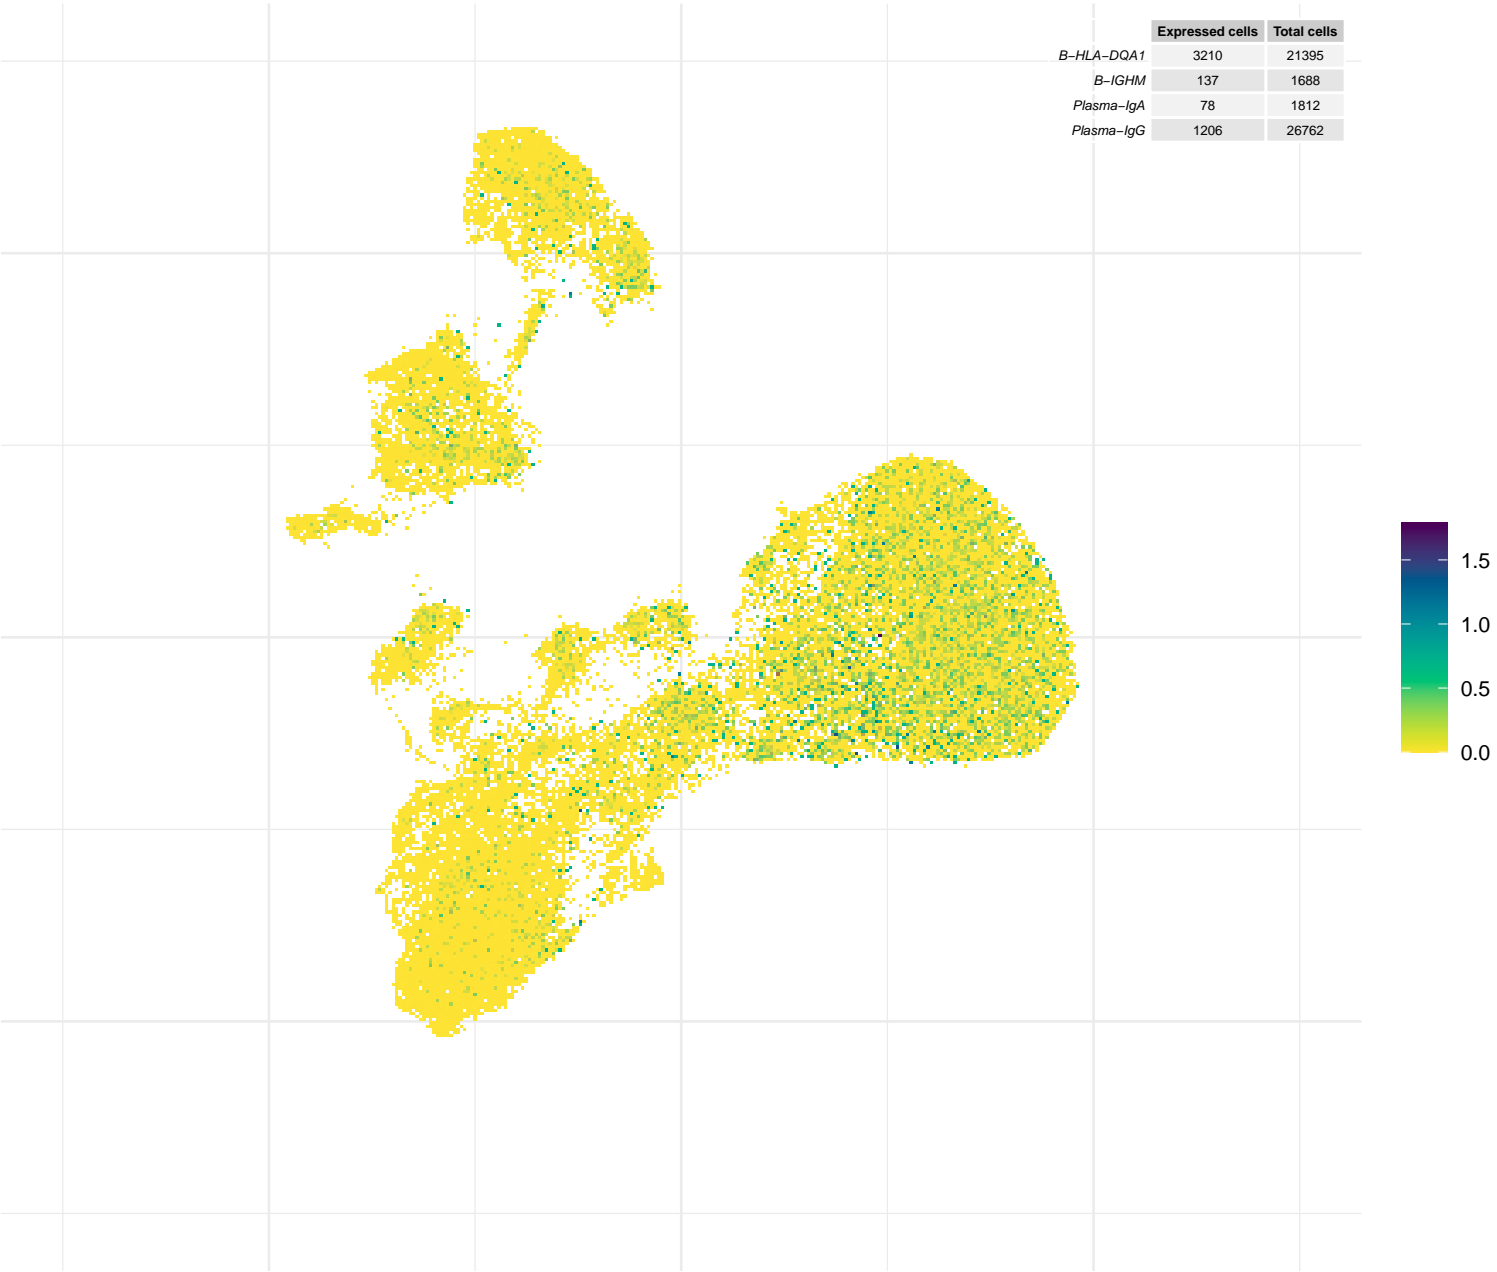 Expressed cells Total cells
B−HLA−DQA1 3210 21395
B−IGHM 137 1688
Plasma−IgA 78 1812
Plasma−IgG 1206 26762
1.5
1.0
0.5
0.0